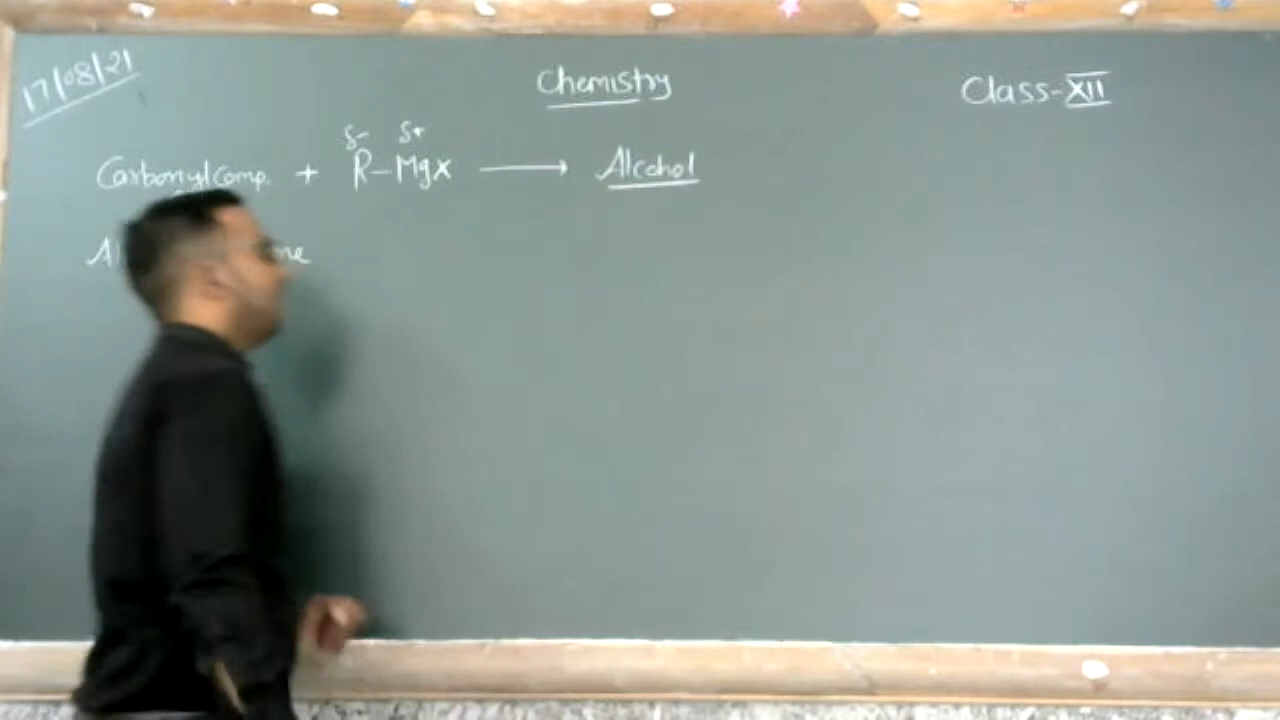 17/08/21
Chemistry
Class-XII
δ- δ+
Carbonyl comp. + R-Mgx ⟶ Alcohol